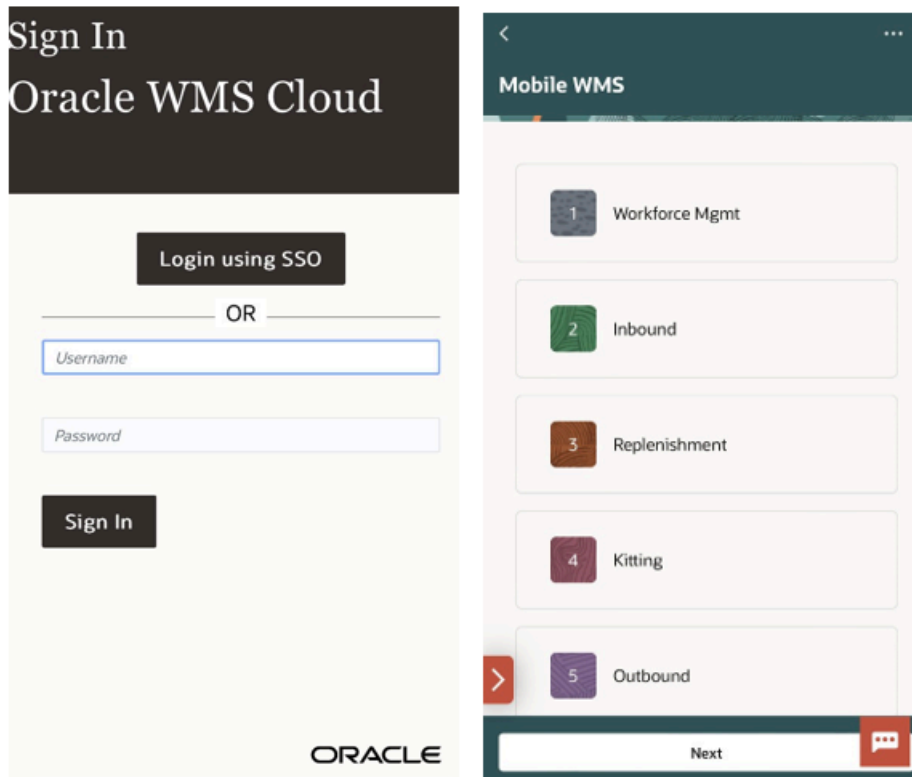 Sign In
Oracle WMS Cloud
Login using SSO
OR
Username
Password
Sign In
ORACLE
Mobile WMS
1 Workforce Mgmt
2 Inbound
3 Replenishment
4 Kitting
5 Outbound
Next